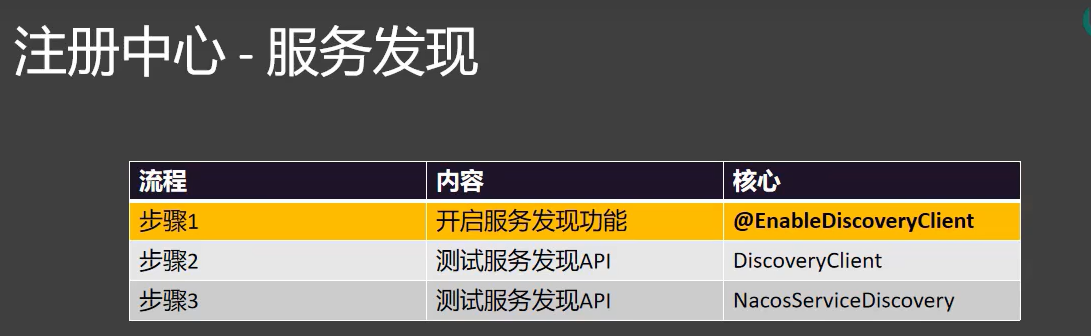 注册中心 - 服务发现
流程 内容 核心
步骤1 开启服务发现功能 @EnableDiscoveryClient
步骤2 测试服务发现API DiscoveryClient
步骤3 测试服务发现API NacosServiceDiscovery